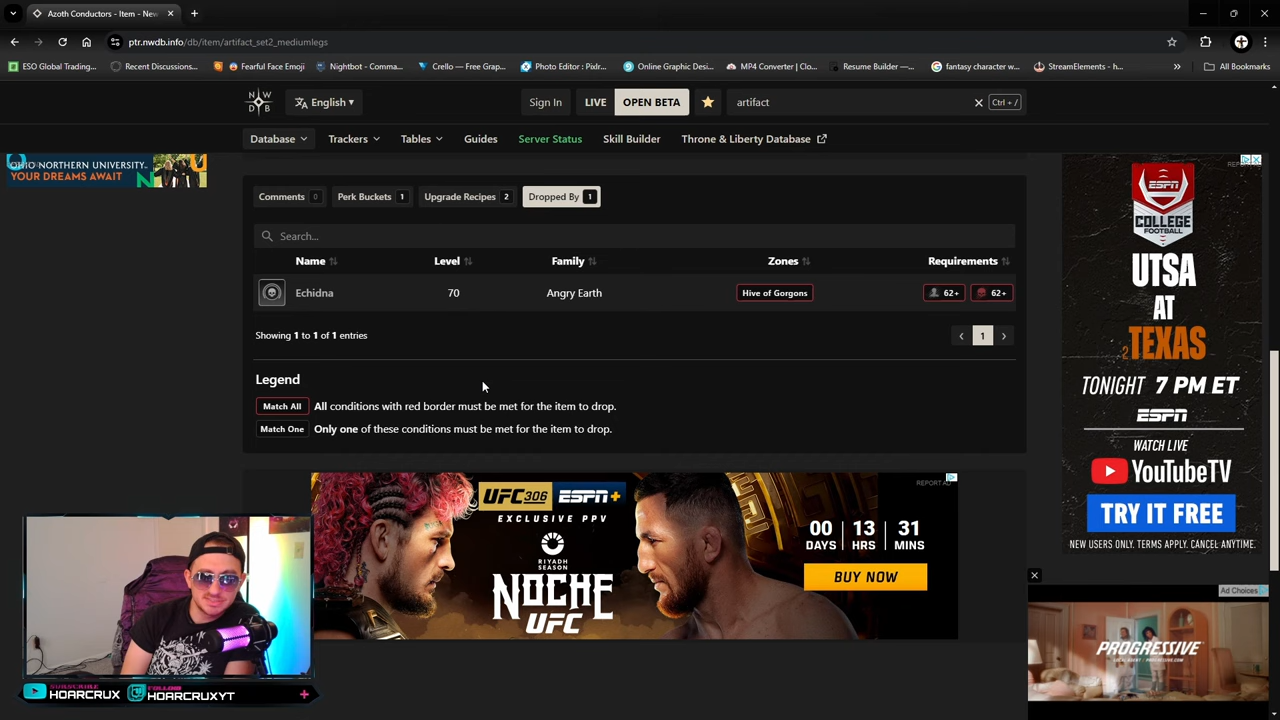 Azoth Conductors - Item - New
ptr.nwdb.info/db/item/artifact_set2_mediumlegs
ESO Global Trading...
Recent Discussions...
Fearful Face Emoji
Nightbot - Comma...
Crello — Free Grap...
Photo Editor : Pixlr...
Online Graphic Desi...
MP4 Converter | Clo...
Resume Builder —...
fantasy character w...
StreamElements - h...
»
All Bookmarks
NW
DB
English ▾
Sign In
LIVE
OPEN BETA
artifact
Ctrl + /
Database
Trackers
Tables
Guides
Server Status
Skill Builder
Throne & Liberty Database
OHIO NORTHERN UNIVERSITY
YOUR DREAMS AWAIT
Comments 0
Perk Buckets 1
Upgrade Recipes 2
Dropped By 1
Search...
Name
Level
Family
Zones
Requirements
Echidna
70
Angry Earth
Hive of Gorgons
62+
62+
Showing 1 to 1 of 1 entries
1
Legend
Match All
All conditions with red border must be met for the item to drop.
Match One
Only one of these conditions must be met for the item to drop.
ESPN
COLLEGE
FOOTBALL
UTSA
AT
2 TEXAS
TONIGHT 7 PM ET
ESPN
WATCH LIVE
YouTubeTV
TRY IT FREE
NEW USERS ONLY. TERMS APPLY. CANCEL ANYTIME.
UFC 306 ESPN+
EXCLUSIVE PPV
RIYADH
SEASON
NOCHE
UFC
REPORT AD
00 13 31
DAYS HRS MINS
BUY NOW
Ad Choices
PROGRESSIVE
SUBSCRIBE
HOARCRUX
FOLLOW
HOARCRUXYT